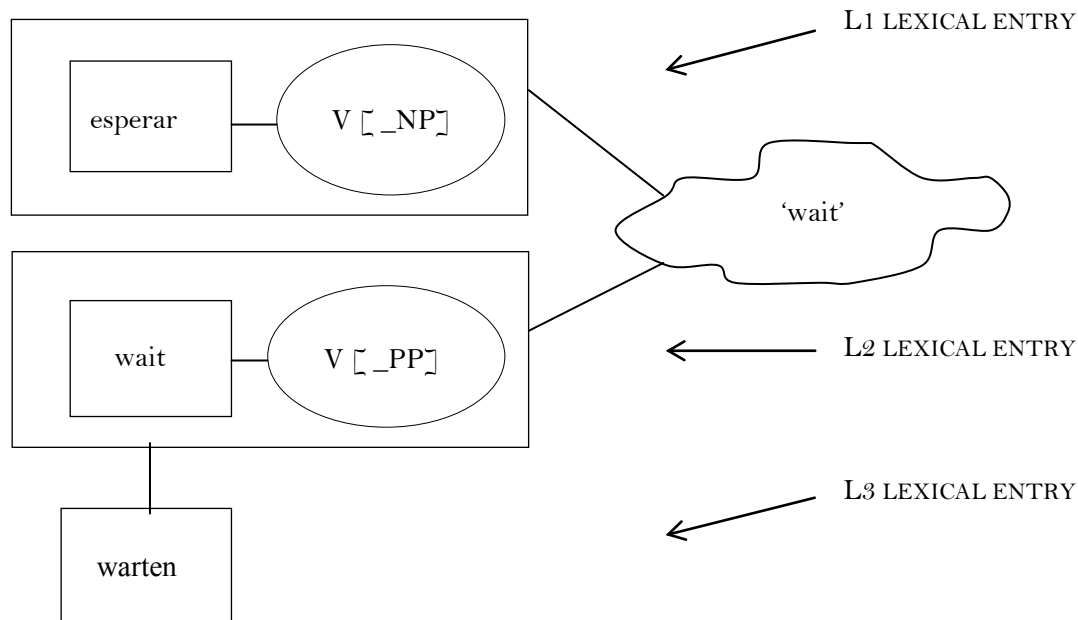 L1 LEXICAL ENTRY
esperar
V [ _NP]
‘wait’
wait
V [ _PP]
L2 LEXICAL ENTRY
L3 LEXICAL ENTRY
warten